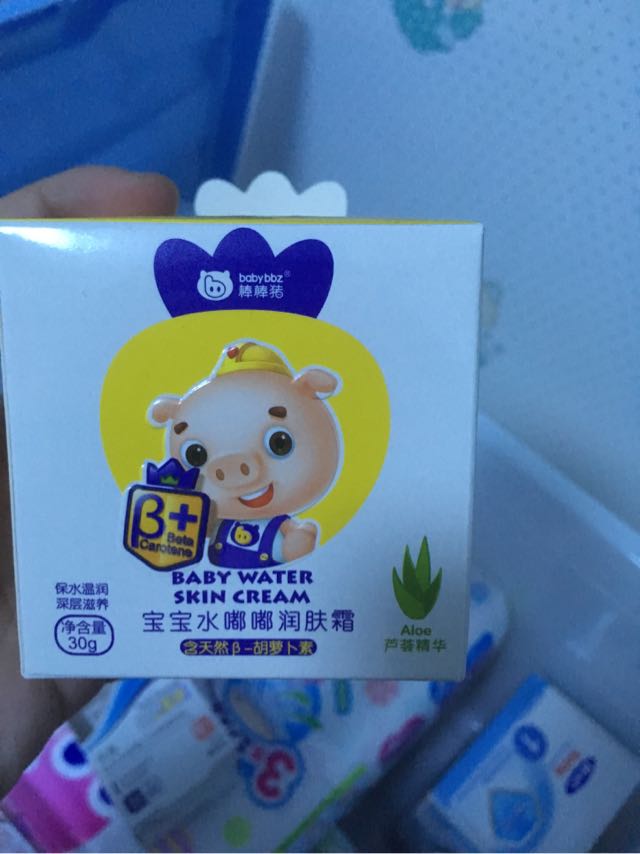 babybbz®
棒棒猪
β+
Beta
Carotene
BABY WATER
SKIN CREAM
保水温润
深层滋养
净含量
30g
宝宝水嘟嘟润肤霜
含天然β-胡萝卜素
Aloe
芦荟精华